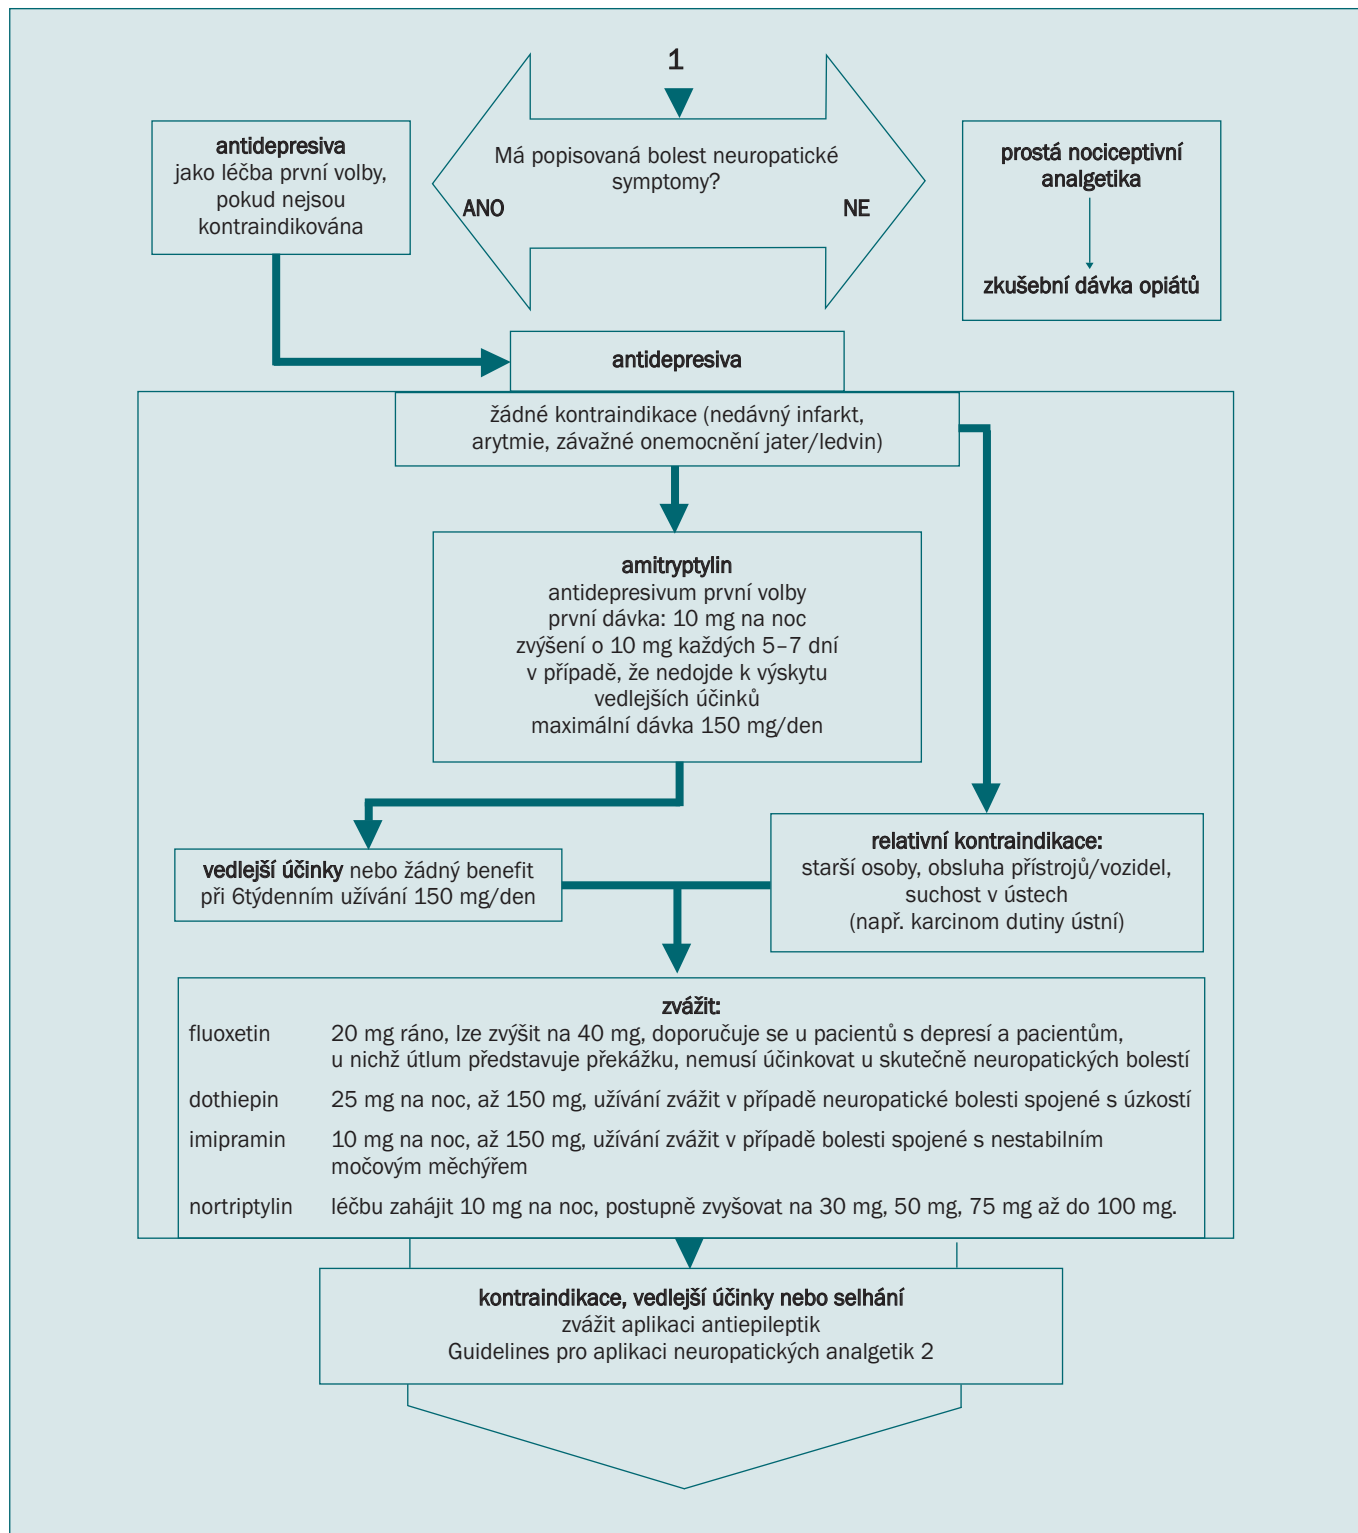 1
antidepresiva
jako léčba první volby,
pokud nejsou
kontraindikována
Má popisovaná bolest neuropatické
symptomy?
ANO
NE
prostá nociceptivní
analgetika
zkušební dávka opiátů
antidepresiva
žádné kontraindikace (nedávný infarkt,
arytmie, závažné onemocnění jater/ledvin)
amitryptylin
antidepresivum první volby
první dávka: 10 mg na noc
zvýšení o 10 mg každých 5–7 dní
v případě, že nedojde k výskytu
vedlejších účinků
maximální dávka 150 mg/den
vedlejší účinky nebo žádný benefit
při 6týdenním užívání 150 mg/den
relativní kontraindikace:
starší osoby, obsluha přístrojů/vozidel,
suchost v ústech
(např. karcinom dutiny ústní)
zvážit:
fluoxetin 20 mg ráno, lze zvýšit na 40 mg, doporučuje se u pacientů s depresí a pacientům,
u nichž útlum představuje překážku, nemusí účinkovat u skutečně neuropatických bolestí
dothiepin 25 mg na noc, až 150 mg, užívání zvážit v případě neuropatické bolesti spojené s úzkostí
imipramin 10 mg na noc, až 150 mg, užívání zvážit v případě bolesti spojené s nestabilním
močovým měchýřem
nortriptylin léčbu zahájit 10 mg na noc, postupně zvyšovat na 30 mg, 50 mg, 75 mg až do 100 mg.
kontraindikace, vedlejší účinky nebo selhání
zvážit aplikaci antiepileptik
Guidelines pro aplikaci neuropatických analgetik 2